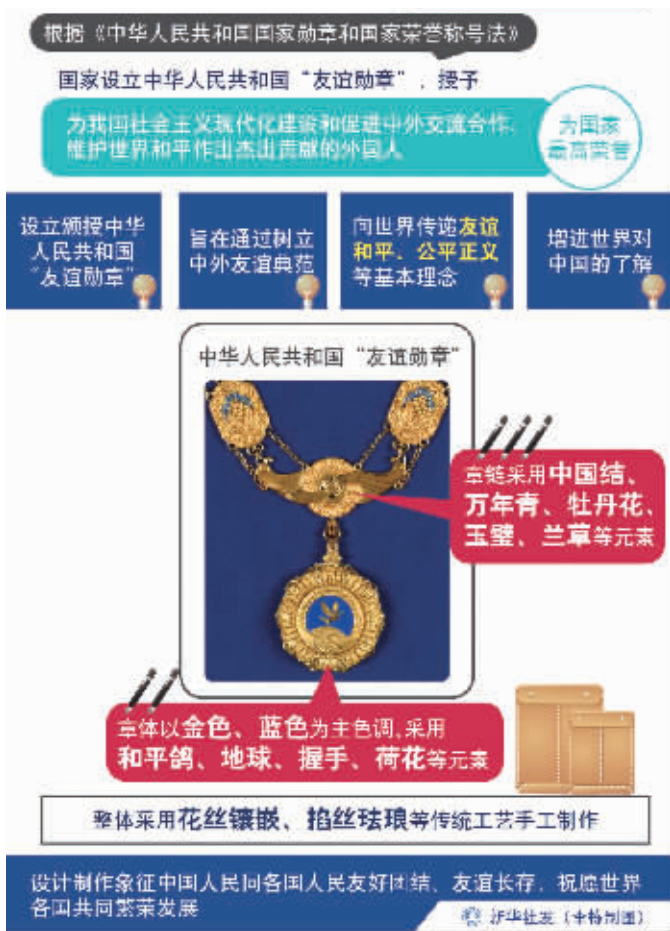 根据《中华人民共和国国家勋章和国家荣誉称号法》
国家设立中华人民共和国“友谊勋章”，授予
为我国社会主义现代化建设和促进中外交流合作、
维护世界和平作出杰出贡献的外国人
为国家
最高荣誉
设立颁授中华
人民共和国
“友谊勋章”
旨在通过树立
中外友谊典范
向世界传递友谊
和平、公平正义
等基本理念
增进世界对
中国的了解
中华人民共和国“友谊勋章”
章链采用中国结、
万年青、牡丹花、
玉璧、兰草等元素
章体以金色、蓝色为主色调,采用
和平鸽、地球、握手、荷花等元素
整体采用花丝镶嵌、掐丝珐琅等传统工艺手工制作
设计制作象征中国人民同各国人民友好团结、友谊长存，祝愿世界
各国共同繁荣发展
新华社发（制图）